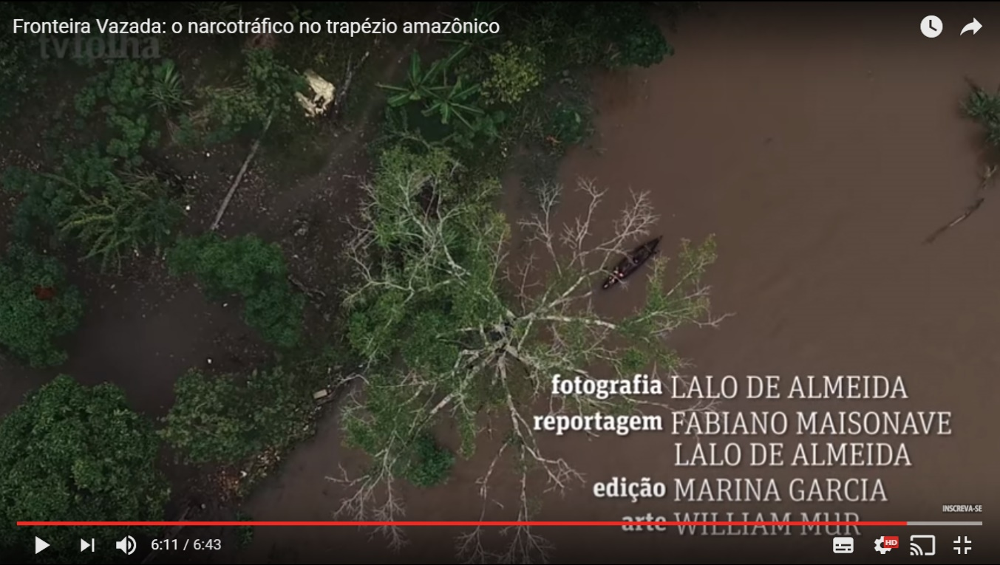 Fronteira Vazada: o narcotráfico no trapézio amazônico
tvfolha
fotografia LALO DE ALMEIDA
reportagem FABIANO MAISONAVE
LALO DE ALMEIDA
edição MARINA GARCIA
INSCREVA-SE
arte WILLIAM MUR
6:11 / 6:43
HD